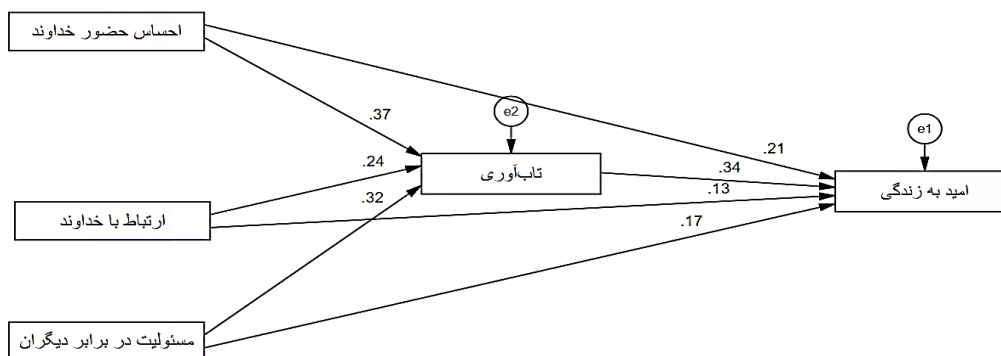 احساس حضور خداوند
e2
.37
e1
.21
.24
تاب‌آوری
.34
.13
امید به زندگی
.32
ارتباط با خداوند
.17
مسئولیت در برابر دیگران